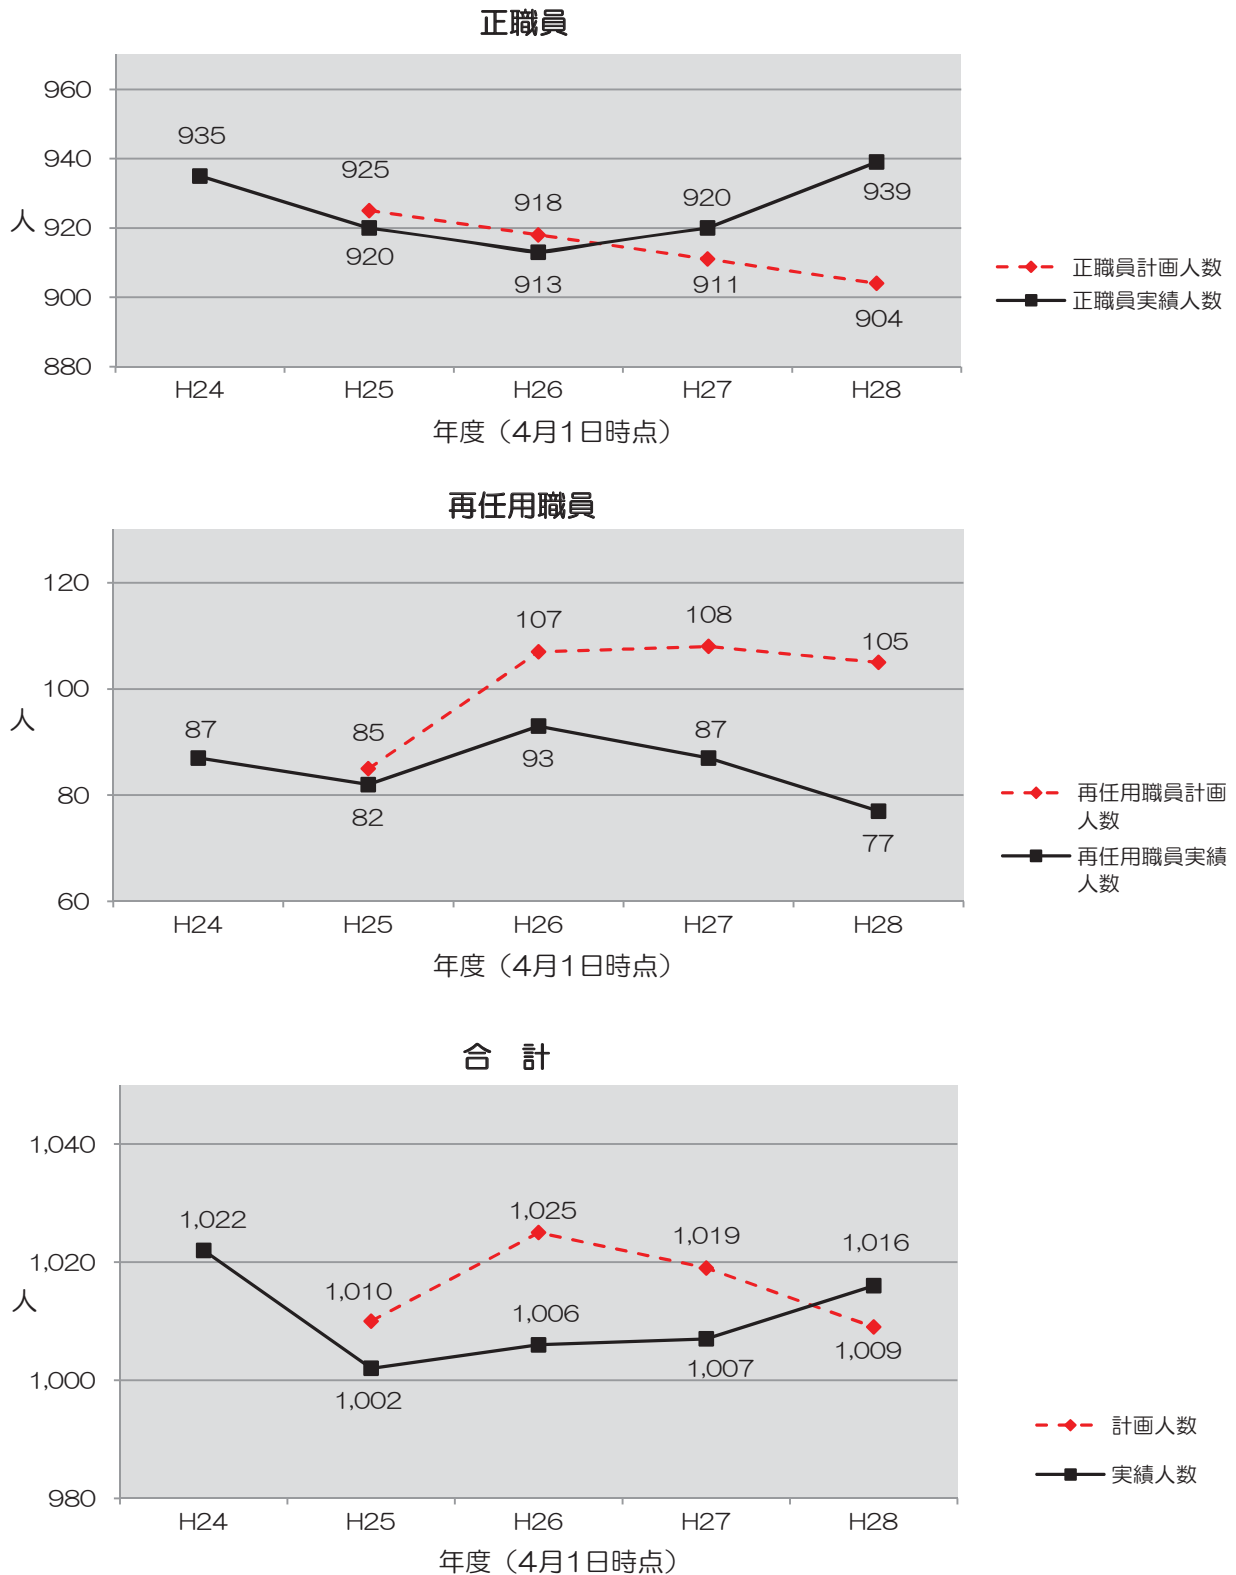 正職員
960
940
920
900
880
人
935
925
920
918
913
920
911
939
904
H24 H25 H26 H27 H28
年度（4月1日時点）
正職員計画人数
正職員実績人数
再任用職員
120
100
80
60
人
87
85
82
107
93
108
87
105
77
H24 H25 H26 H27 H28
年度（4月1日時点）
再任用職員計画
人数
再任用職員実績
人数
合　計
1,040
1,020
1,000
980
人
1,022
1,010
1,002
1,025
1,006
1,019
1,007
1,016
1,009
H24 H25 H26 H27 H28
年度（4月1日時点）
計画人数
実績人数